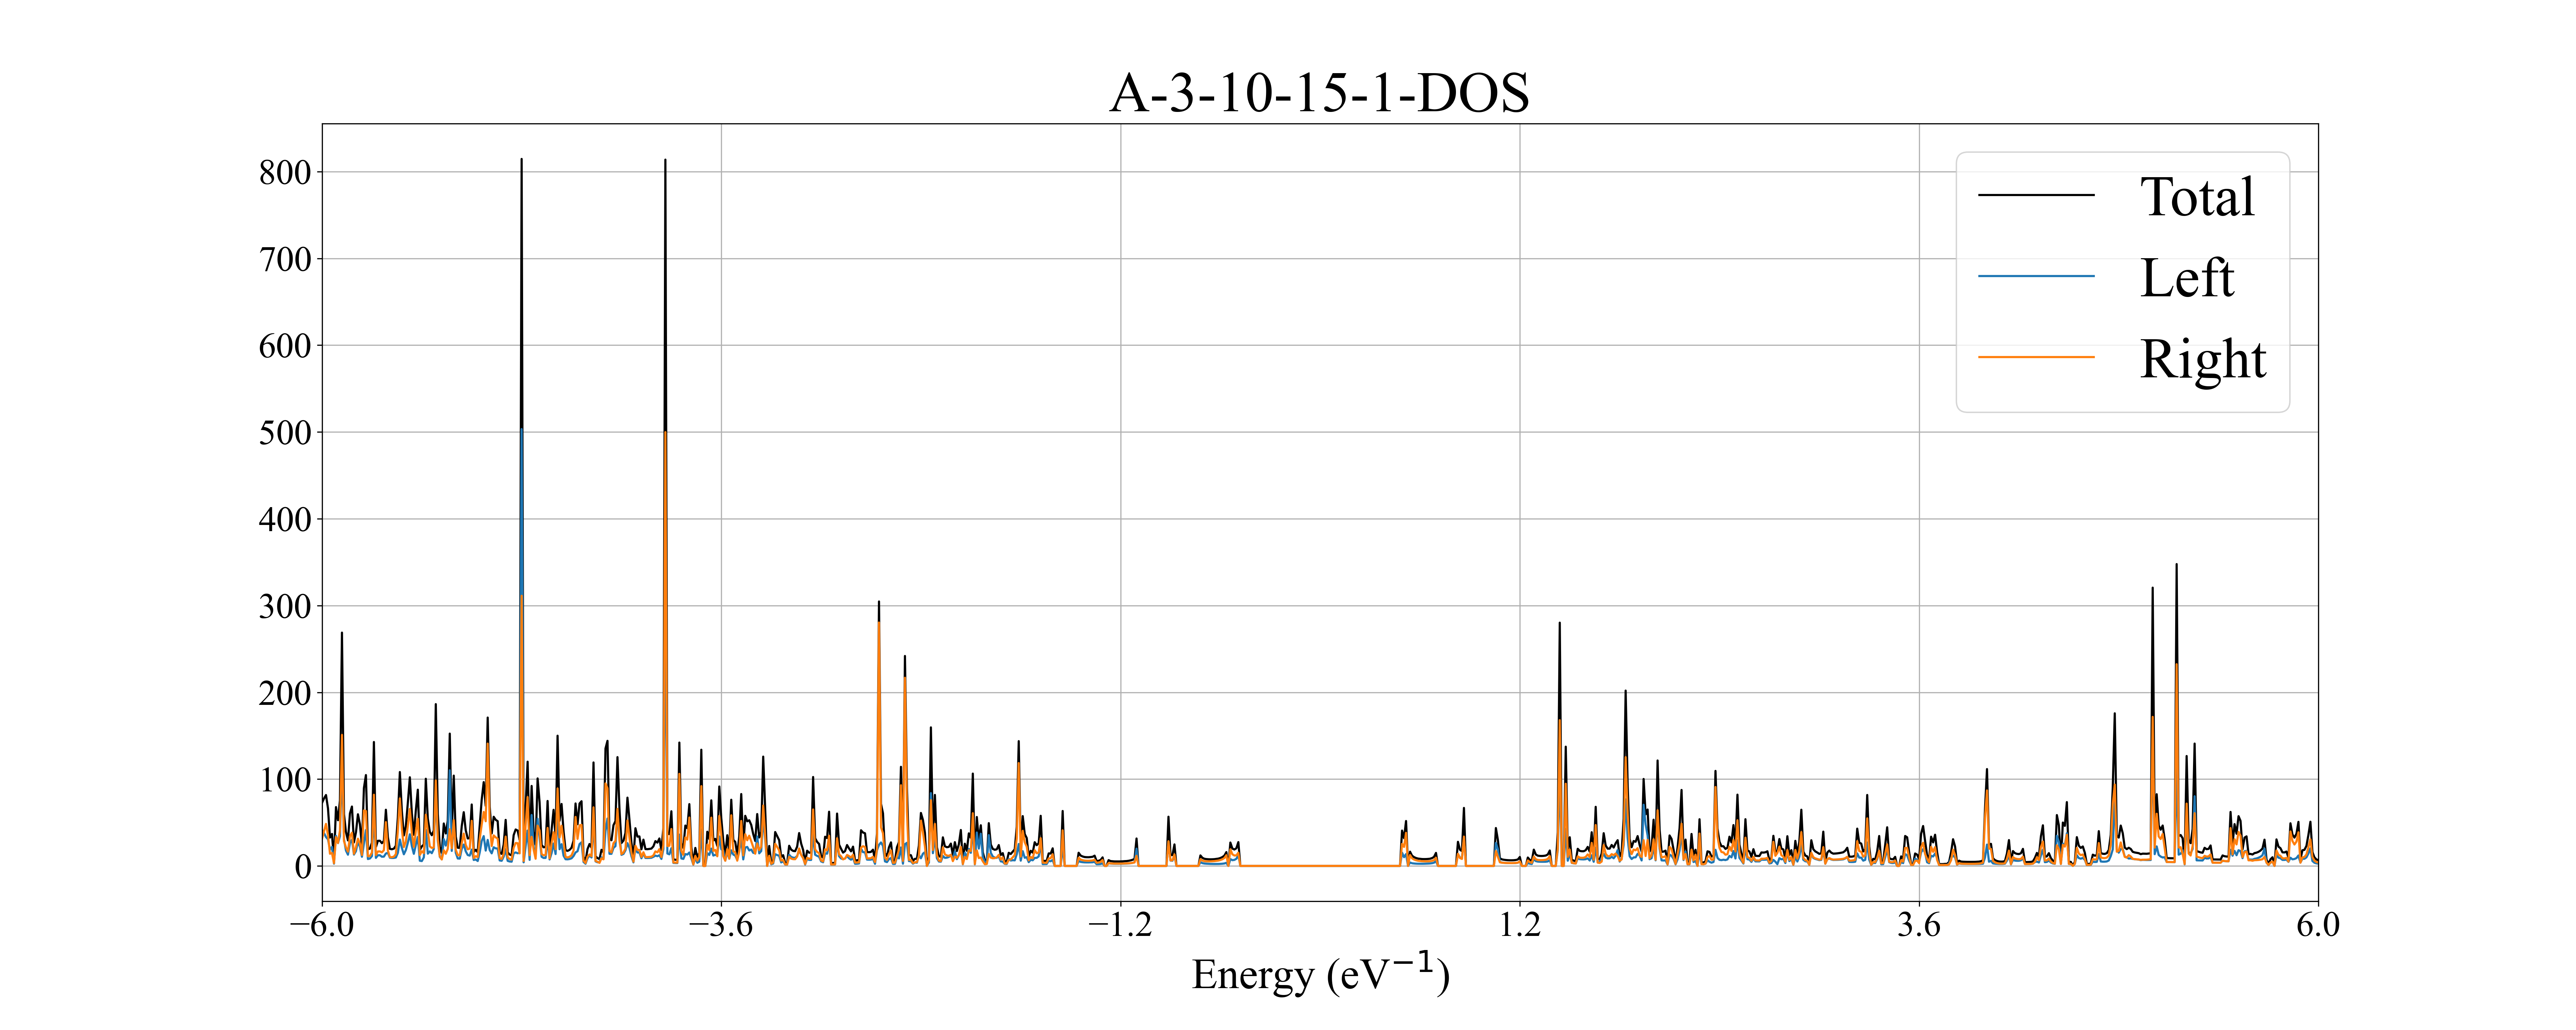 A-3-10-15-1-DOS
800
700
600
500
400
300
200
100
0
Total
Left
Right
−6.0 −3.6 −1.2 1.2 3.6 6.0
Energy (eV⁻¹)